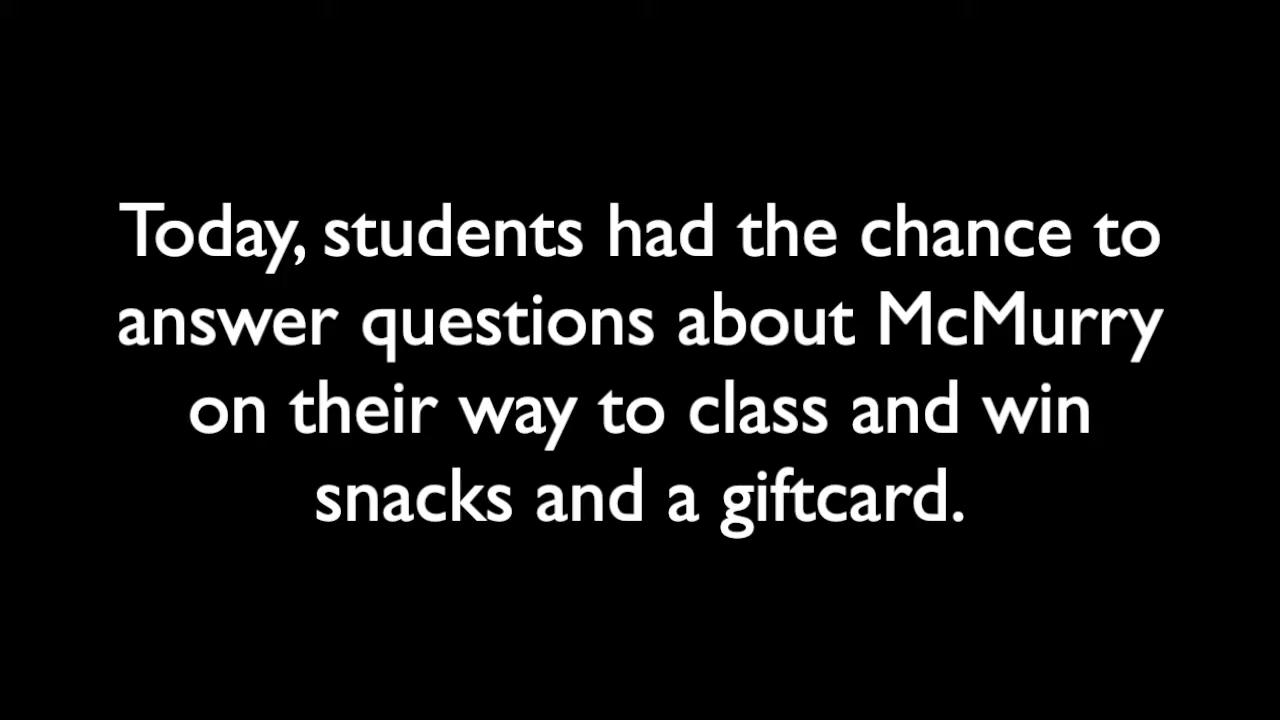 Today, students had the chance to
answer questions about McMurry
on their way to class and win
snacks and a giftcard.